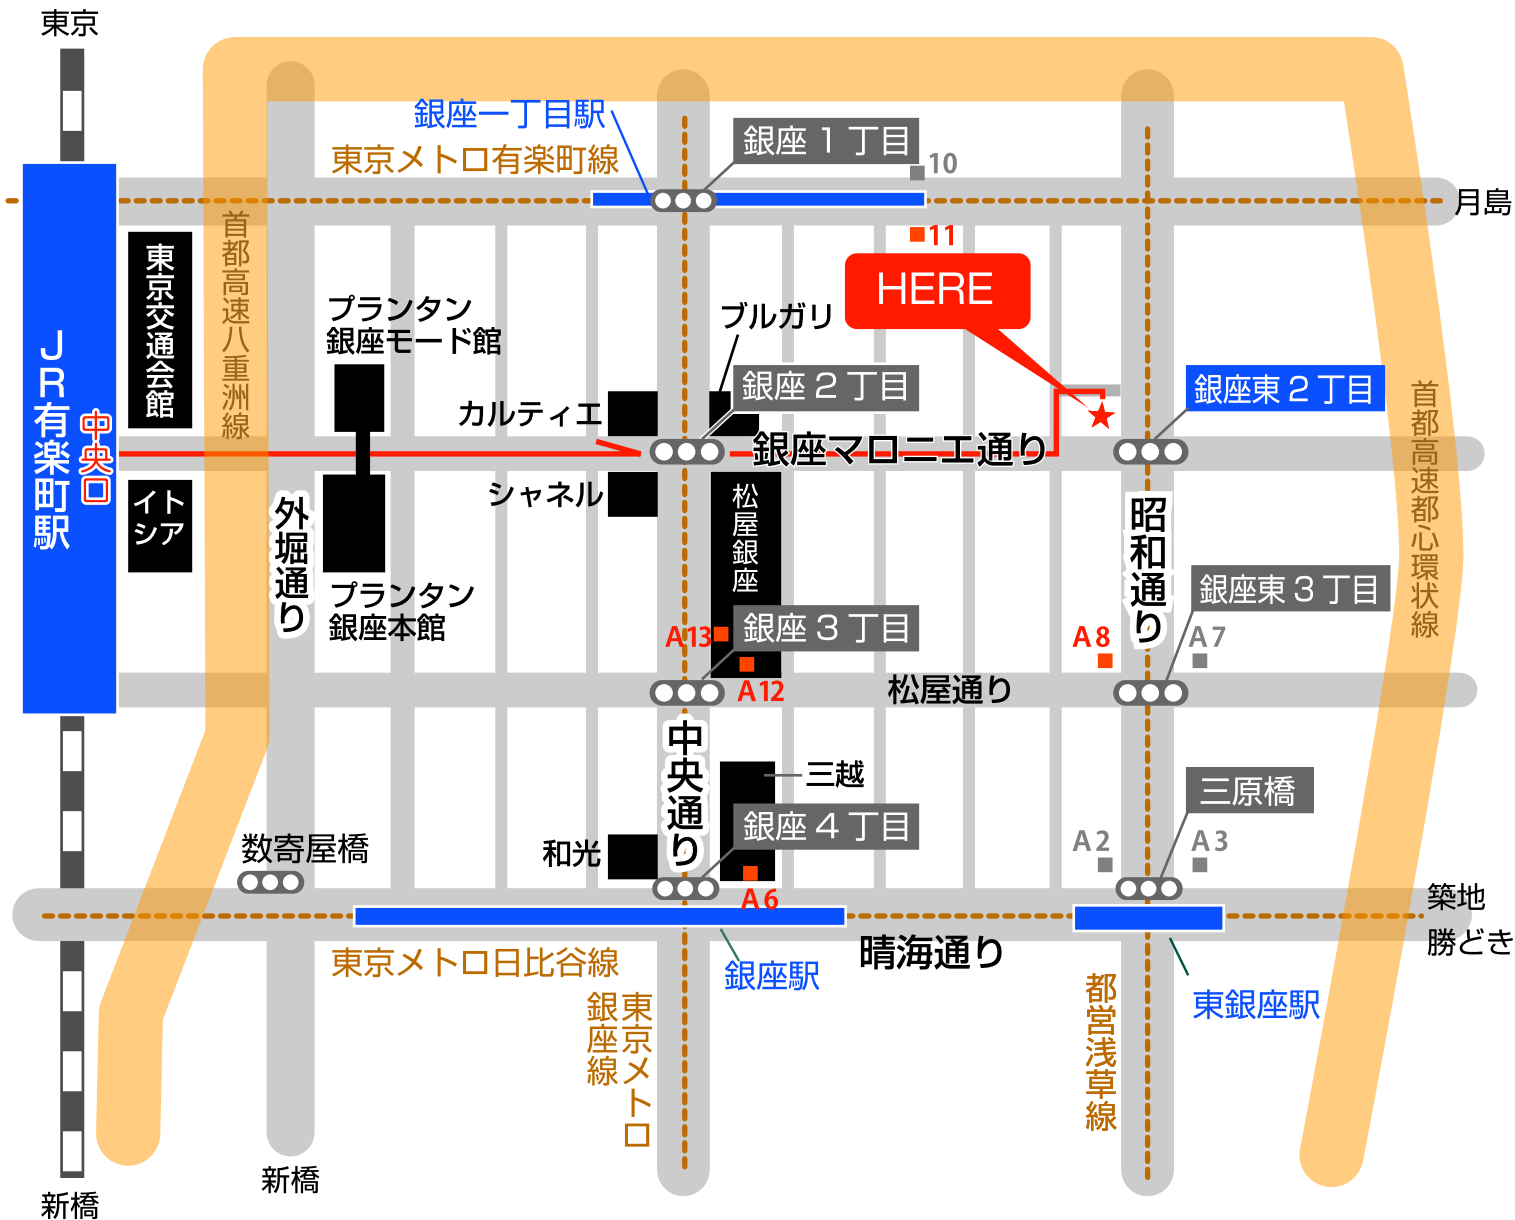 東京
銀座一丁目駅
東京メトロ有楽町線
銀座1丁目
10
11
月島
首都高速八重洲線
東京交通会館
プランタン
銀座モード館
ブルガリ
HERE
JR有楽町駅
中央口
カルティエ
銀座2丁目
銀座東2丁目
首都高速都心環状線
銀座マロニエ通り
イト
シア
シャネル
松屋銀座
外堀通り
昭和通り
プランタン
銀座本館
A13
銀座3丁目
銀座東3丁目
A8
A7
A12
松屋通り
中央通り
三越
三原橋
数寄屋橋
和光
銀座4丁目
A2
A3
A6
築地
勝どき
東京メトロ日比谷線
銀座駅
晴海通り
東銀座駅
東京メトロ
銀座線
都営浅草線
新橋
新橋